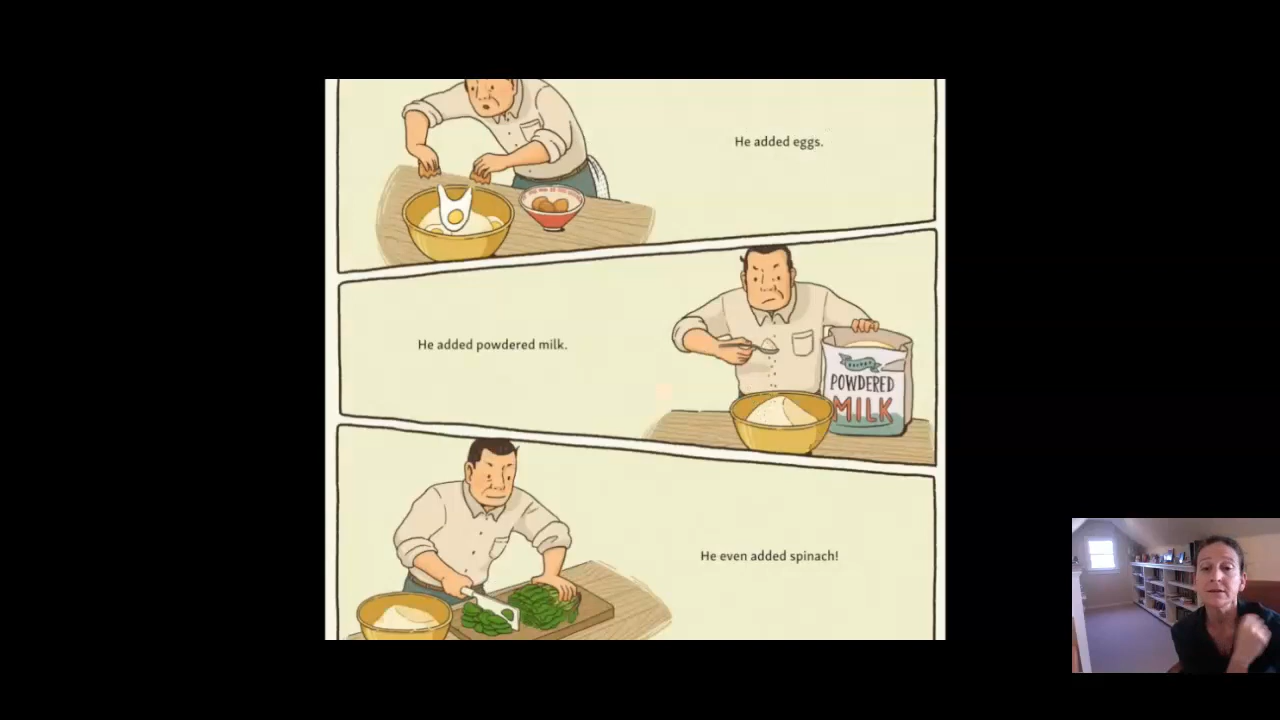 He added eggs.
He added powdered milk.
POWDERED
MILK
He even added spinach!